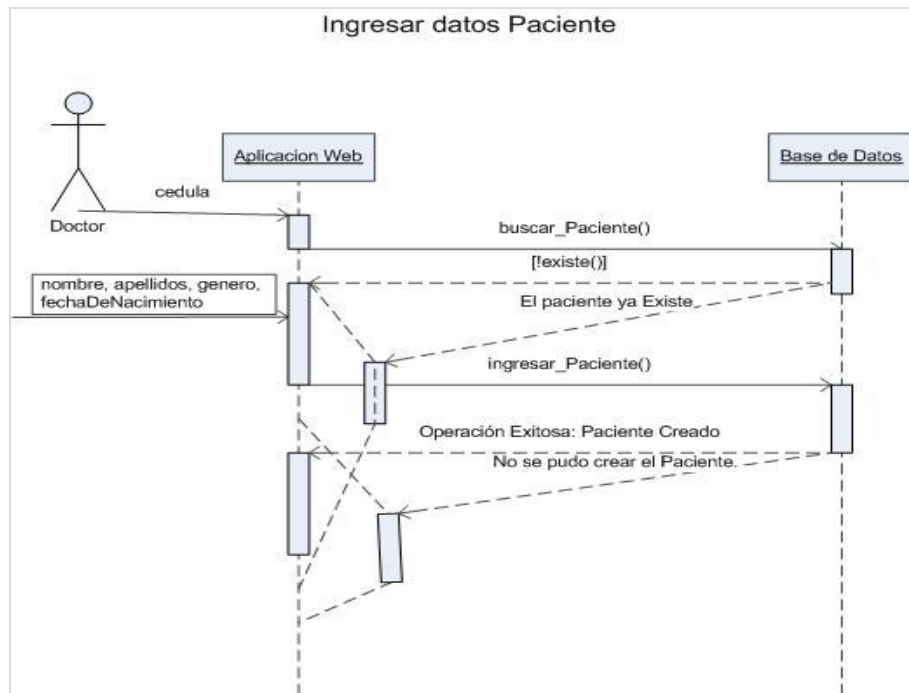 Ingresar datos Paciente
Aplicacion Web
Base de Datos
cedula
Doctor
buscar_Paciente()
[!existe()]
nombre, apellidos, genero,
fechaDeNacimiento
El paciente ya Existe
ingresar_Paciente()
Operación Exitosa: Paciente Creado
No se pudo crear el Paciente.